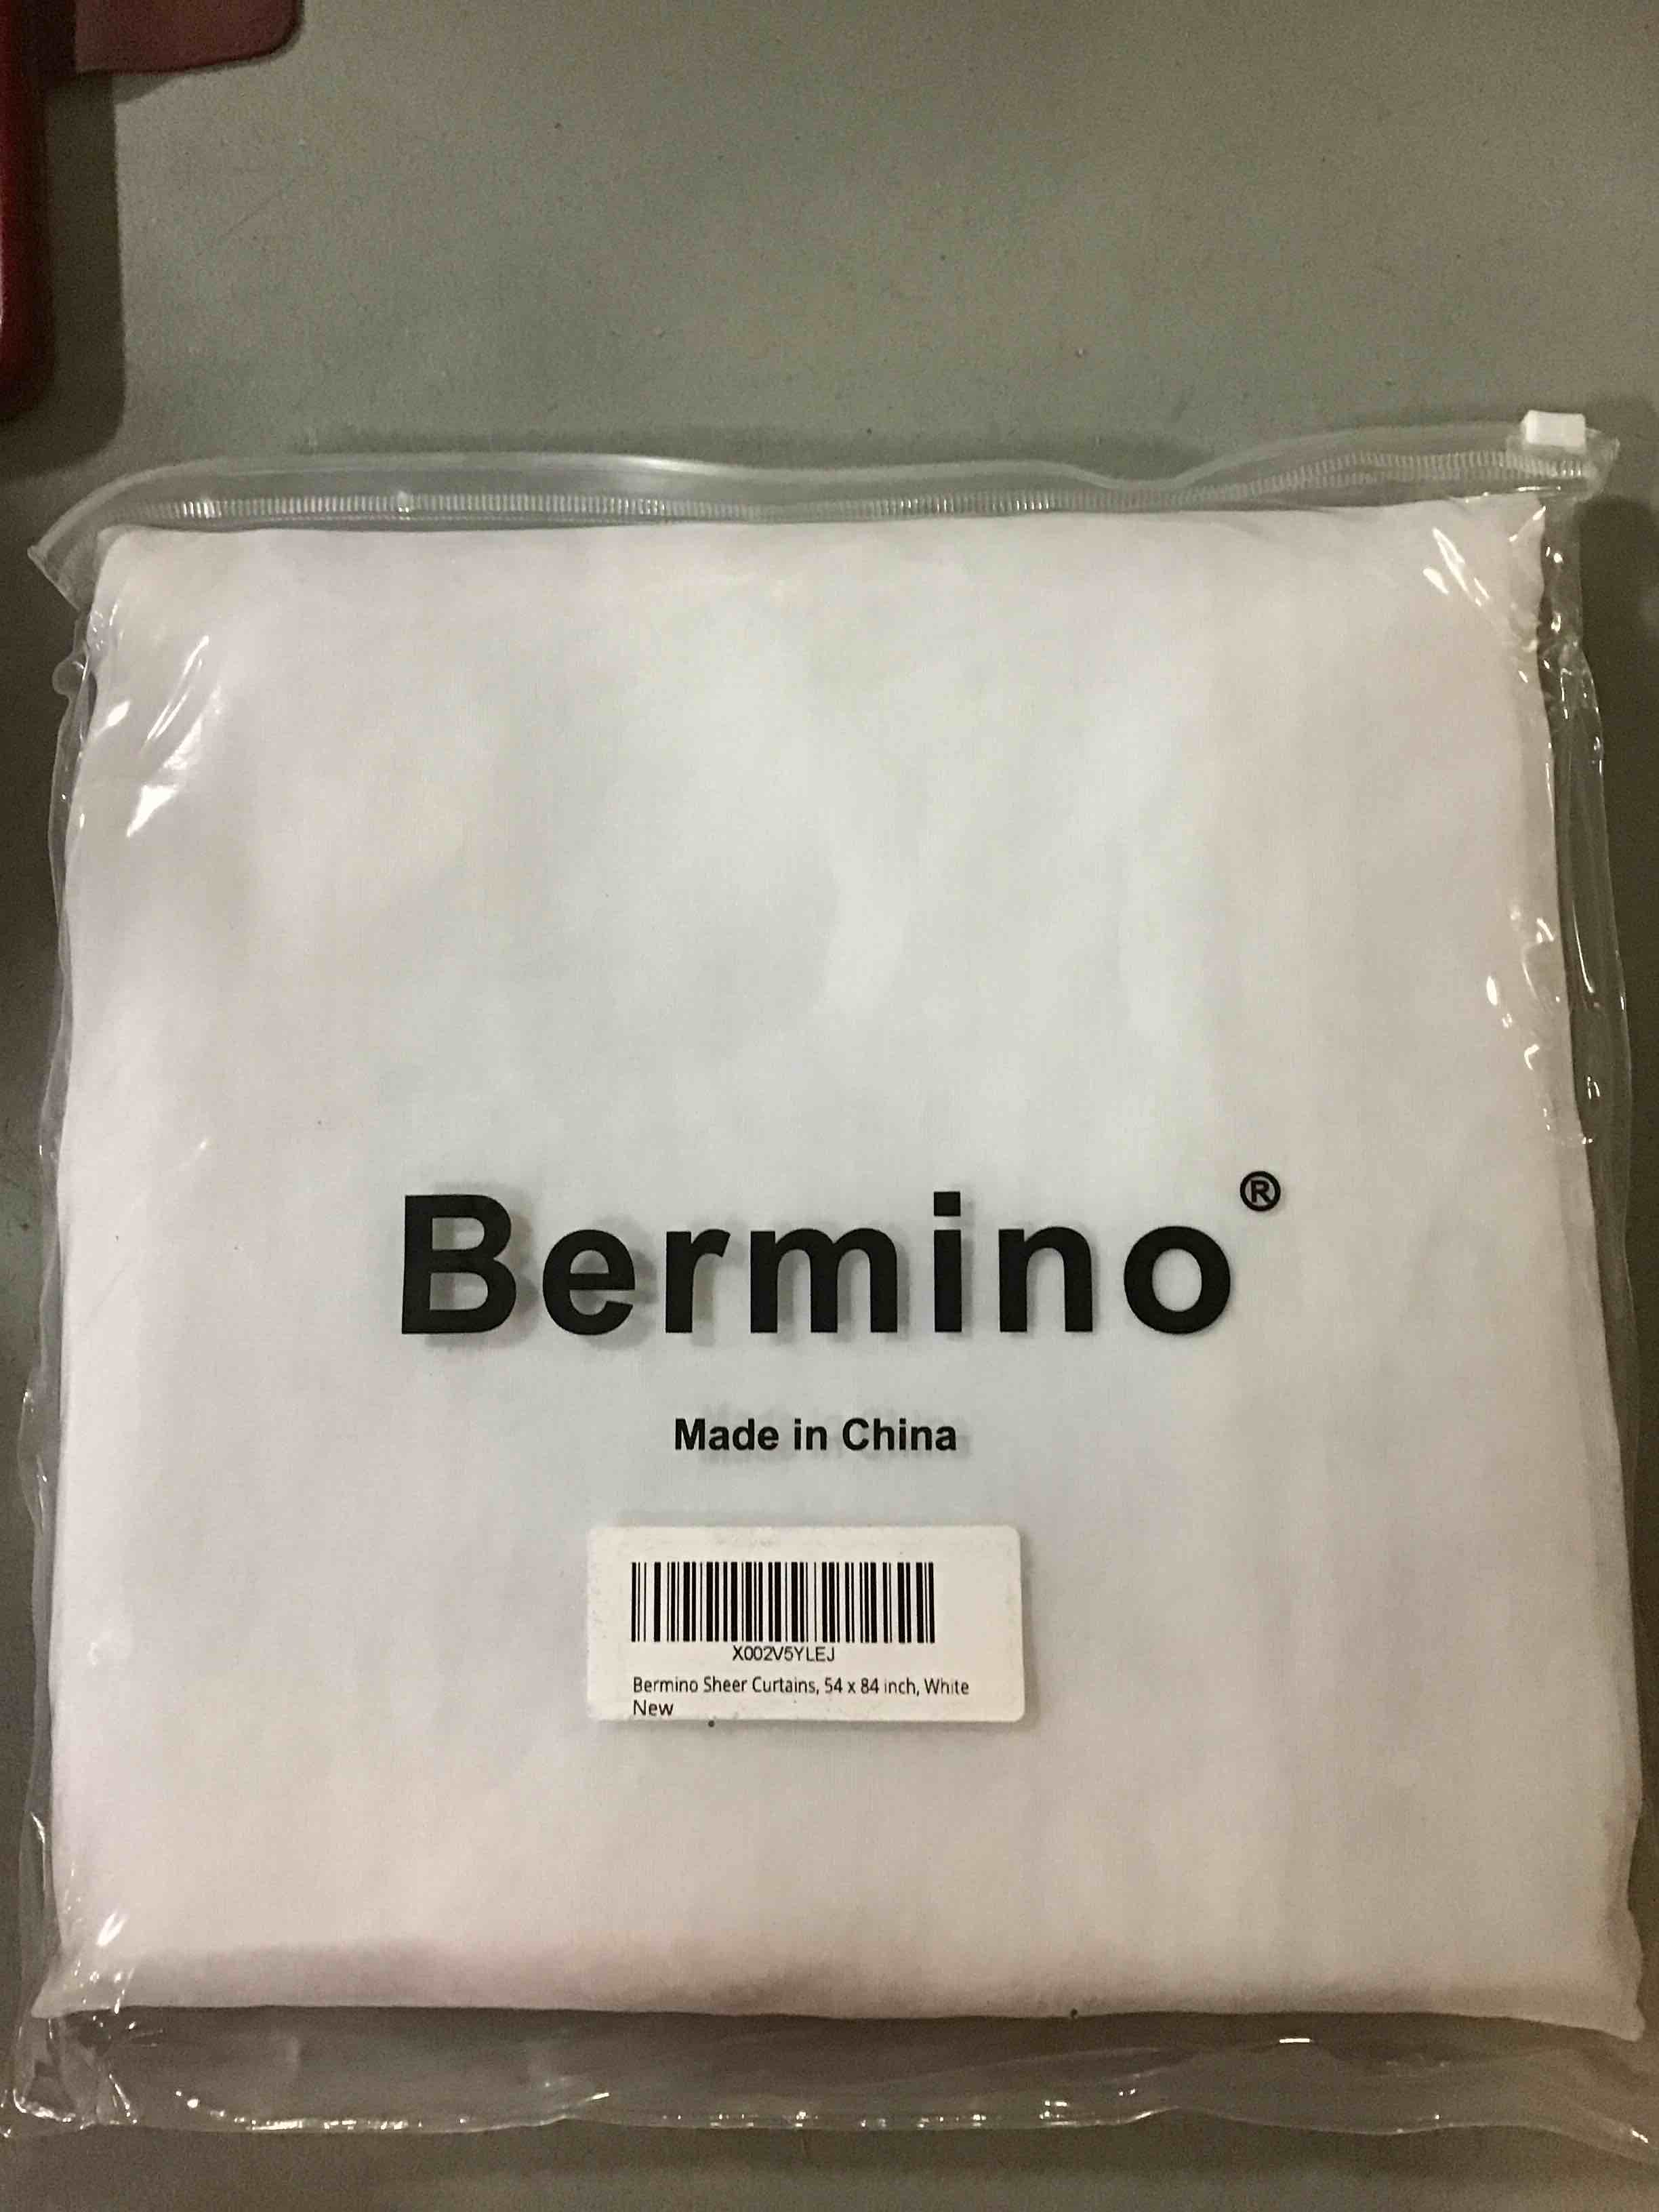 Bermino®
Made in China
X002V5YLEJ
Bermino Sheer Curtains, 54 x 84 inch, White
New